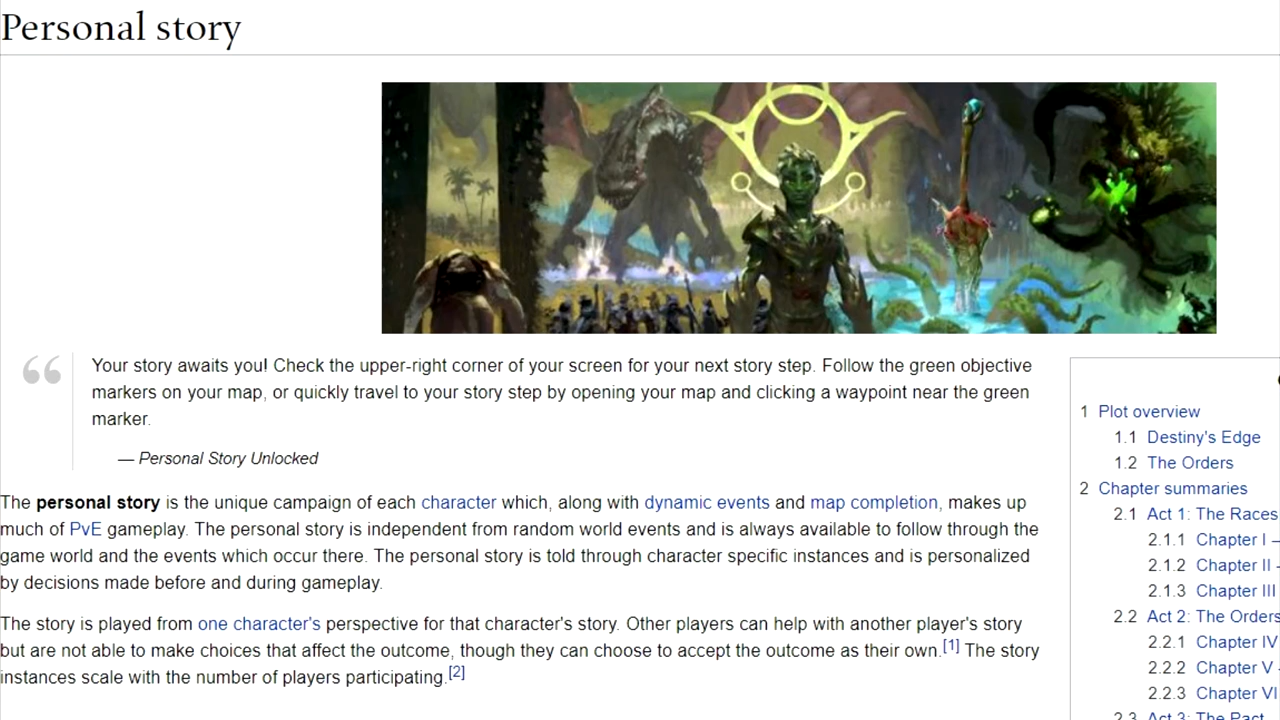 Personal story
Your story awaits you! Check the upper-right corner of your screen for your next story step. Follow the green objective
markers on your map, or quickly travel to your story step by opening your map and clicking a waypoint near the green
marker.
— Personal Story Unlocked
The personal story is the unique campaign of each character which, along with dynamic events and map completion, makes up
much of PvE gameplay. The personal story is independent from random world events and is always available to follow through the
game world and the events which occur there. The personal story is told through character specific instances and is personalized
by decisions made before and during gameplay.
The story is played from one character's perspective for that character's story. Other players can help with another player's story
but are not able to make choices that affect the outcome, though they can choose to accept the outcome as their own.[1] The story
instances scale with the number of players participating.[2]
1 Plot overview
1.1 Destiny's Edge
1.2 The Orders
2 Chapter summaries
2.1 Act 1: The Races
2.1.1 Chapter I –
2.1.2 Chapter II -
2.1.3 Chapter III
2.2 Act 2: The Orders
2.2.1 Chapter IV
2.2.2 Chapter V -
2.2.3 Chapter VI
2.3 Act 3: The Pact